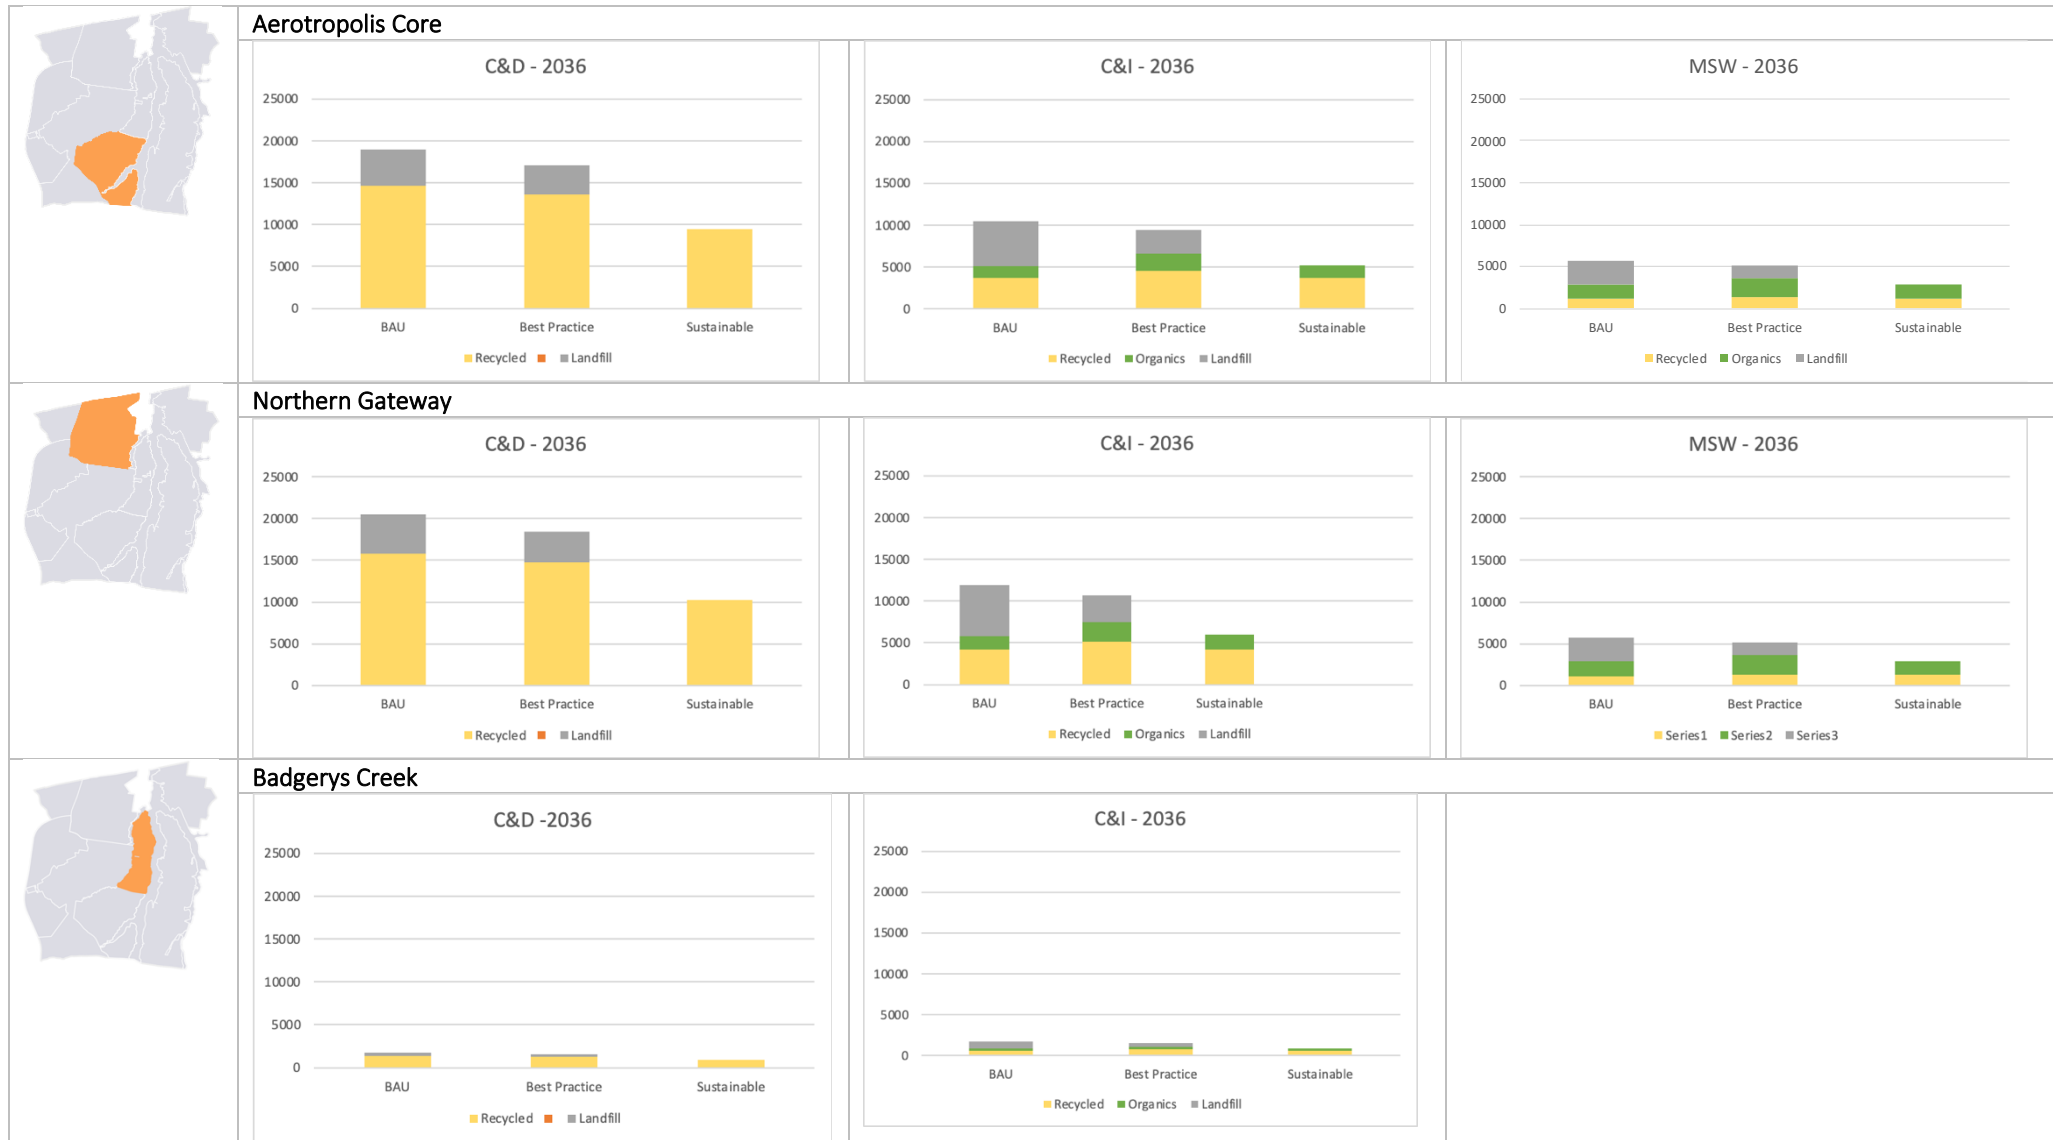 Aerotropolis Core
C&D - 2036
25000
20000
15000
10000
5000
0
BAU Best Practice Sustainable
Recycled Landfill
C&I - 2036
25000
20000
15000
10000
5000
0
BAU Best Practice Sustainable
Recycled Organics Landfill
MSW - 2036
25000
20000
15000
10000
5000
0
BAU Best Practice Sustainable
Recycled Organics Landfill
Northern Gateway
C&D - 2036
25000
20000
15000
10000
5000
0
BAU Best Practice Sustainable
Recycled Landfill
C&I - 2036
25000
20000
15000
10000
5000
0
BAU Best Practice Sustainable
Recycled Organics Landfill
MSW - 2036
25000
20000
15000
10000
5000
0
BAU Best Practice Sustainable
Series1 Series2 Series3
Badgerys Creek
C&D -2036
25000
20000
15000
10000
5000
0
BAU Best Practice Sustainable
Recycled Landfill
C&I - 2036
25000
20000
15000
10000
5000
0
BAU Best Practice Sustainable
Recycled Organics Landfill